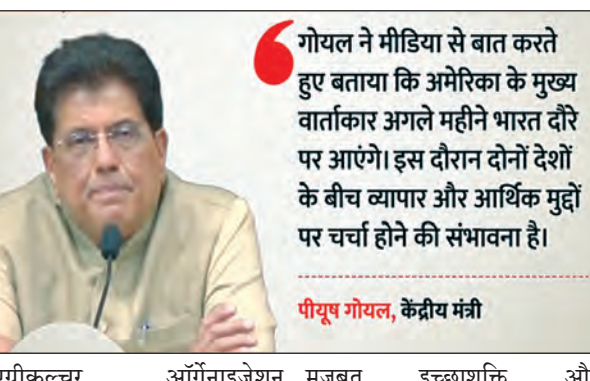 गोयल ने मीडिया से बात करते
हुए बताया कि अमेरिका के मुख्य
वार्ताकार अगले महीने भारत दौरे
पर आएंगे। इस दौरान दोनों देशों
के बीच व्यापार और आर्थिक मुद्दों
पर चर्चा होने की संभावना है।
पीयूष गोयल, केंद्रीय मंत्री
ऑर्गेनाइजेशन मजबूत इच्छाशक्ति